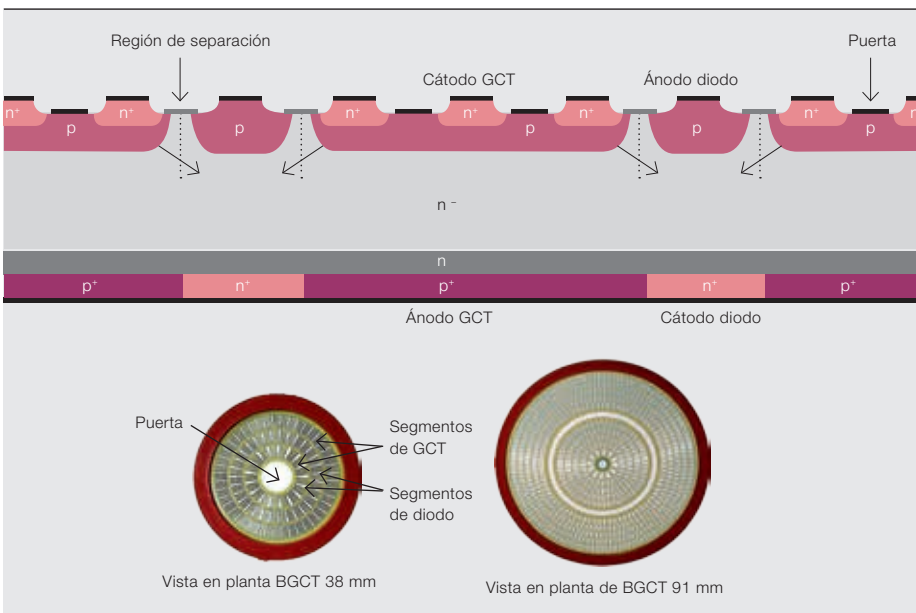 Región de separación
Puerta
Cátodo GCT
Ánodo diodo
n+ p n+ p n+ n+ p n+ p n+ p n
n-
n
p+ n+ p+ n+ p+
Ánodo GCT
Cátodo diodo
Puerta
Segmentos
de GCT
Segmentos
de diodo
Vista en planta BGCT 38 mm
Vista en planta de BGCT 91 mm